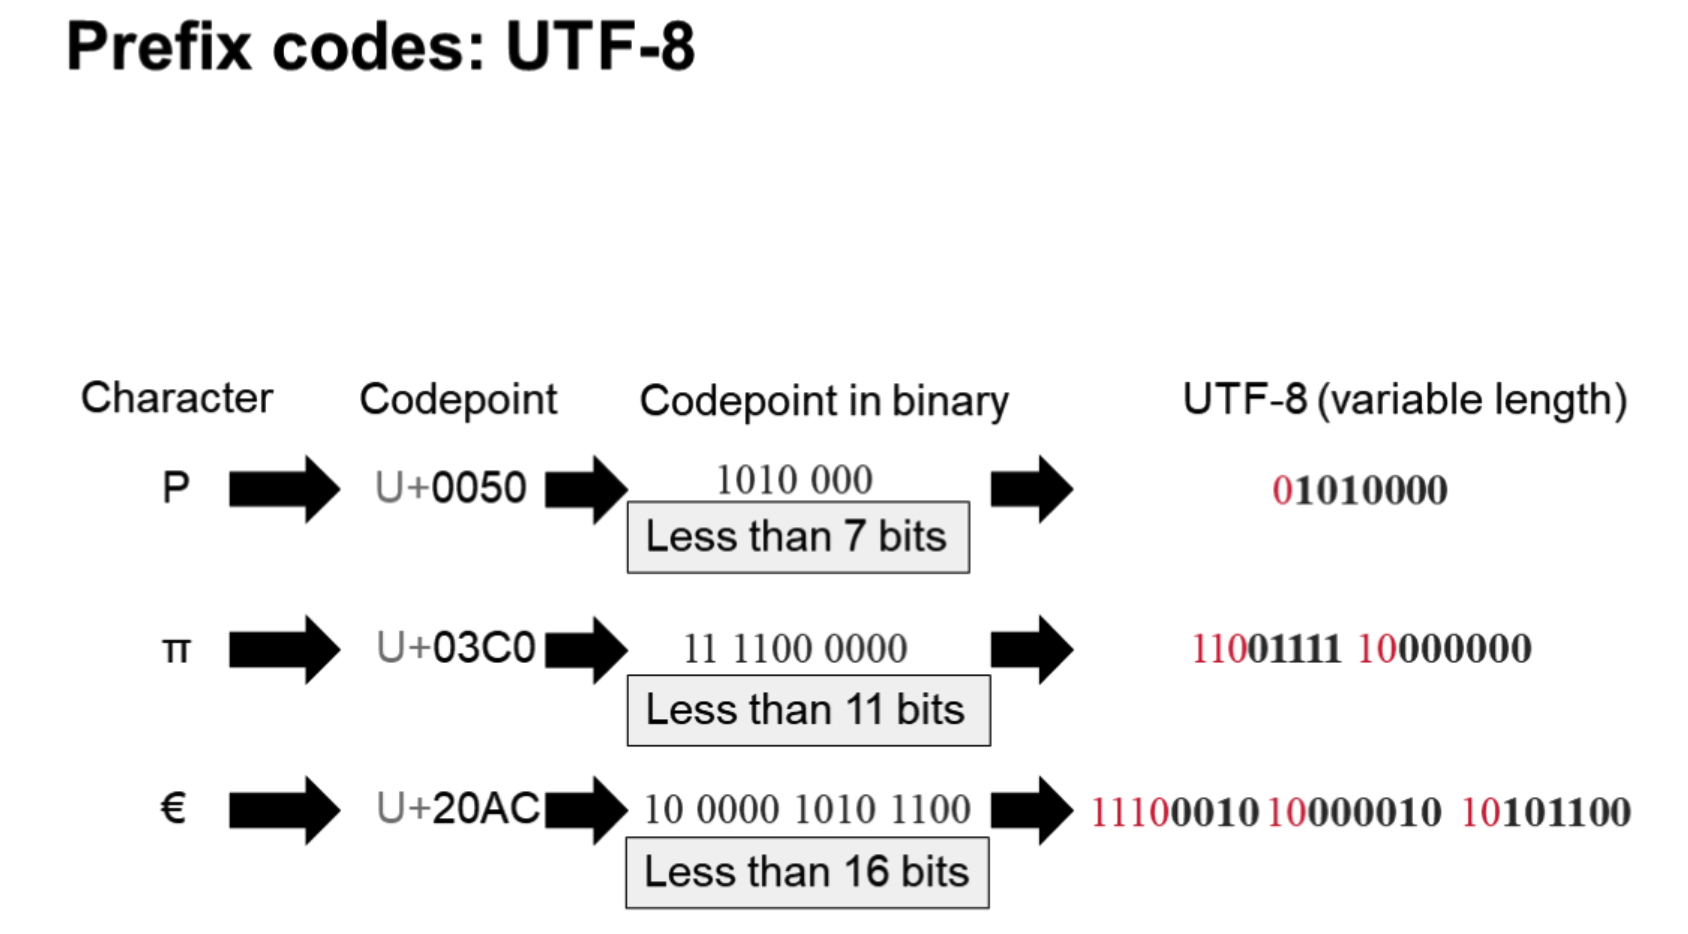 Prefix codes: UTF-8
Character Codepoint Codepoint in binary UTF-8 (variable length)
P U+0050 1010 000 01010000
Less than 7 bits
π U+03C0 11 1100 0000 11001111 10000000
Less than 11 bits
€ U+20AC 10 0000 1010 1100 11100010 10000010 10101100
Less than 16 bits